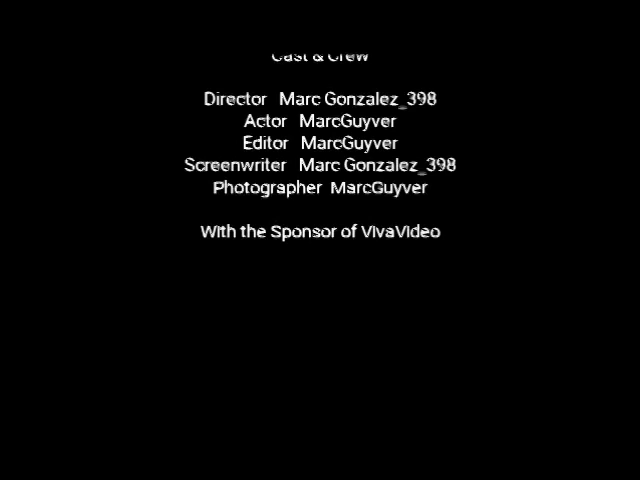 Cast & Crew
Director Marc Gonzalez_398
Actor MarcGuyver
Editor MarcGuyver
Screenwriter Marc Gonzalez_398
Photographer MarcGuyver
With the Sponsor of VivaVideo